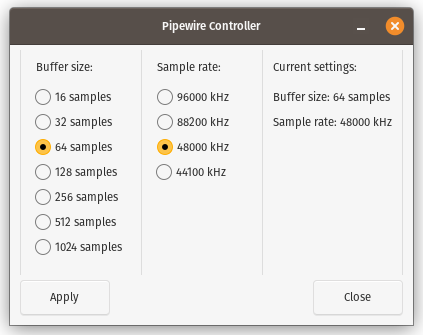 Pipewire Controller
Buffer size:
16 samples
32 samples
64 samples
128 samples
256 samples
512 samples
1024 samples
Sample rate:
96000 kHz
88200 kHz
48000 kHz
44100 kHz
Current settings:
Buffer size: 64 samples
Sample rate: 48000 kHz
Apply
Close